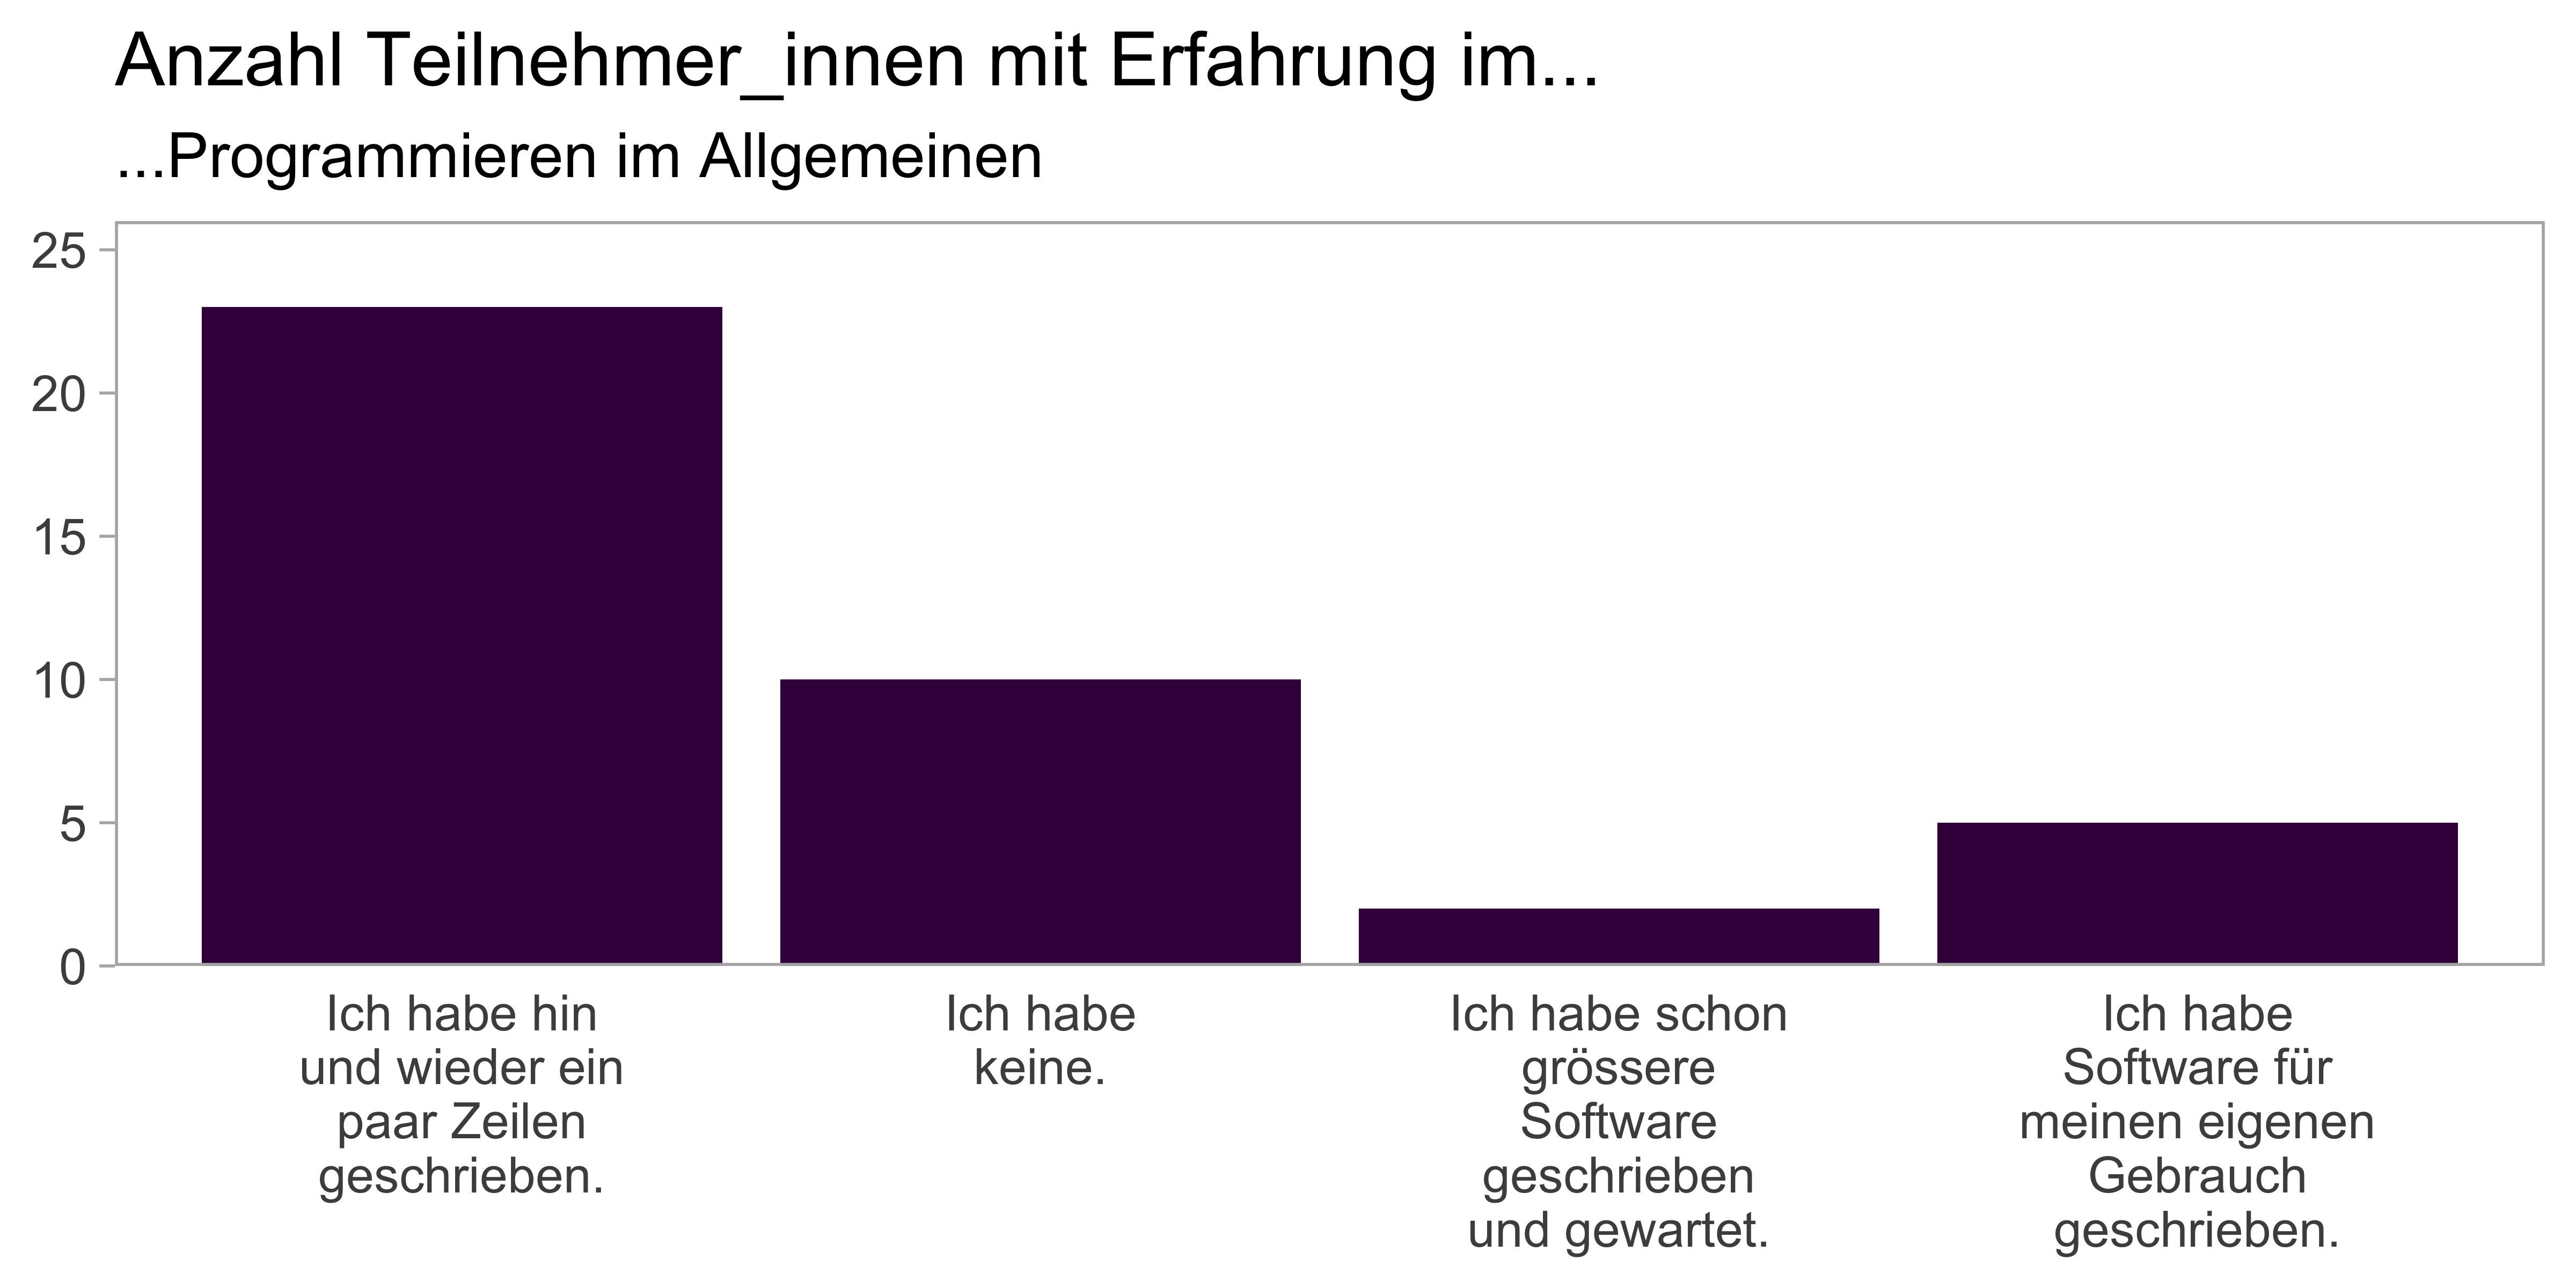 Anzahl Teilnehmer_innen mit Erfahrung im...
...Programmieren im Allgemeinen
25
20
15
10
5
0
Ich habe hin
und wieder ein
paar Zeilen
geschrieben.
Ich habe
keine.
Ich habe schon
grössere
Software
geschrieben
und gewartet.
Ich habe
Software für
meinen eigenen
Gebrauch
geschrieben.